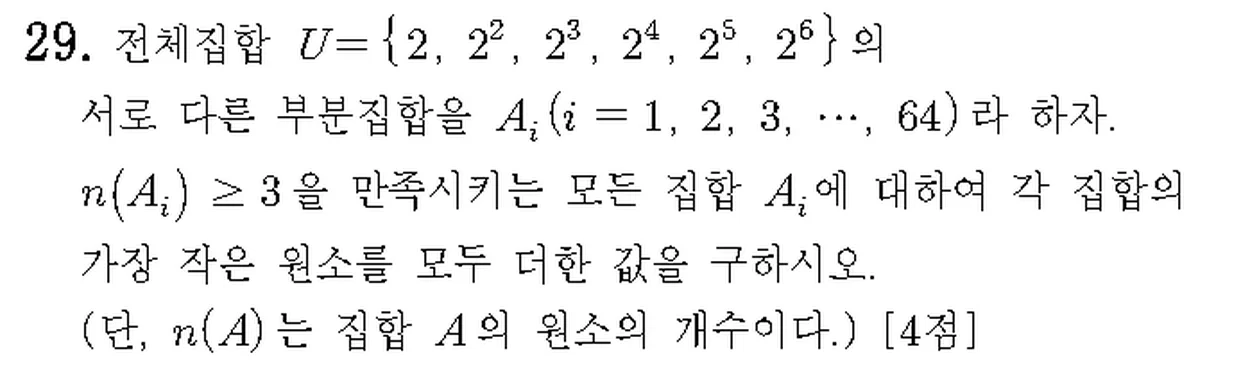 29. 전체집합 U={2, 2², 2³, 2⁴, 2⁵, 2⁶}의
서로 다른 부분집합을 Aᵢ(i = 1, 2, 3, ⋯, 64)라 하자.
n(Aᵢ) ≥ 3을 만족시키는 모든 집합 Aᵢ에 대하여 각 집합의
가장 작은 원소를 모두 더한 값을 구하시오.
(단, n(A)는 집합 A의 원소의 개수이다.) [4점]